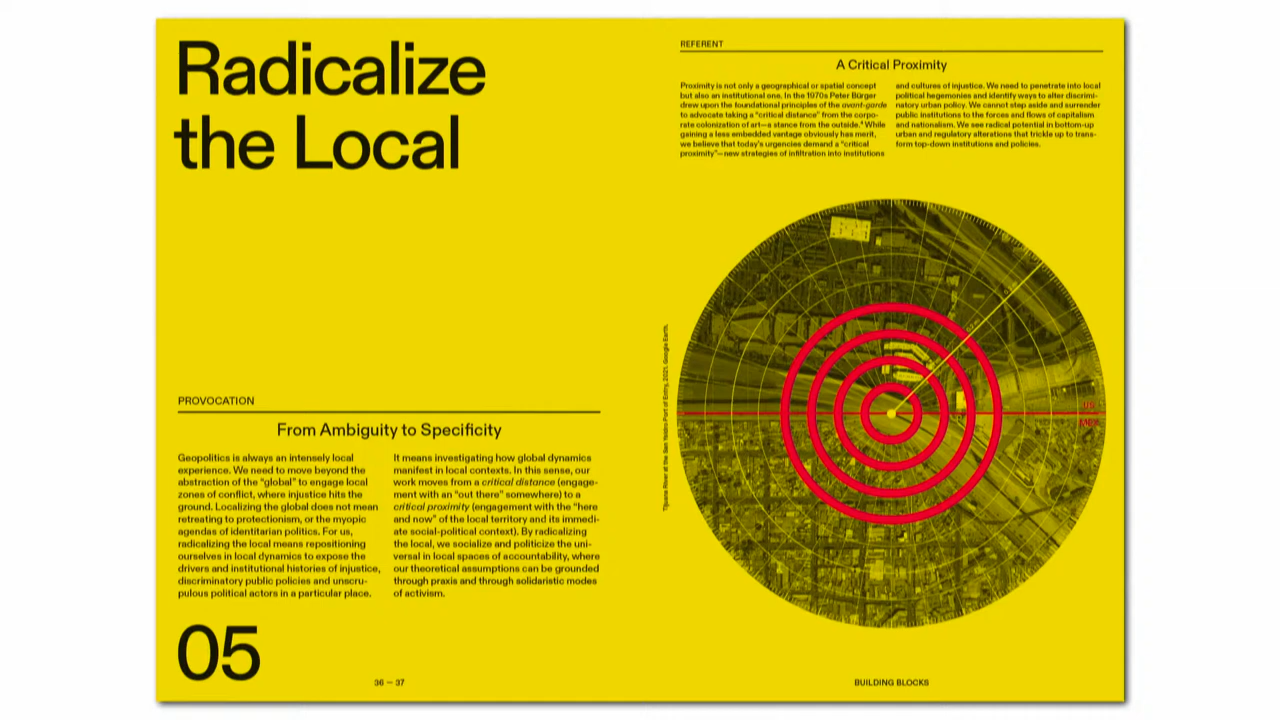 Radicalize
the Local
PROVOCATION
From Ambiguity to Specificity
Geopolitics is always an intensely local
experience. We need to move beyond the
abstraction of the “global” to engage local
zones of conflict, where injustice hits the
ground. Localizing the global does not mean
retreating to protectionism, or the myopic
agendas of identitarian politics. For us,
radicalizing the local means repositioning
ourselves in local dynamics to expose the
drivers and institutional histories of injustice,
discriminatory public policies and unscru-
pulous political actors in a particular place.
It means investigating how global dynamics
manifest in local contexts. In this sense, our
work moves from a critical distance (engage-
ment with an “out there” somewhere) to a
critical proximity (engagement with the “here
and now” of the local territory and its immedi-
ate social-political context). By radicalizing
the local, we socialize and politicize the uni-
versal in local spaces of accountability, where
our theoretical assumptions can be grounded
through praxis and through solidaristic modes
of activism.
05
36 — 37
REFERENT
A Critical Proximity
Proximity is not only a geographical or spatial concept
but also an institutional one. In the 1970s Peter Bürger
drew upon the foundational principles of the avant-garde
to advocate taking a “critical distance” from the corpo-
rate colonization of art—a stance from the outside.⁴ While
gaining a less embedded vantage obviously has merit,
we believe that today’s urgencies demand a “critical
proximity”—new strategies of infiltration into institutions
and cultures of injustice. We need to penetrate into local
political hegemonies and identify ways to alter discrimi-
natory urban policy. We cannot step aside and surrender
public institutions to the forces and flows of capitalism
and nationalism. We see radical potential in bottom-up
urban and regulatory alterations that trickle up to trans-
form top-down institutions and policies.
Tijuana River at the San Ysidro Port of Entry, 2021. Google Earth.
US
MEX
BUILDING BLOCKS